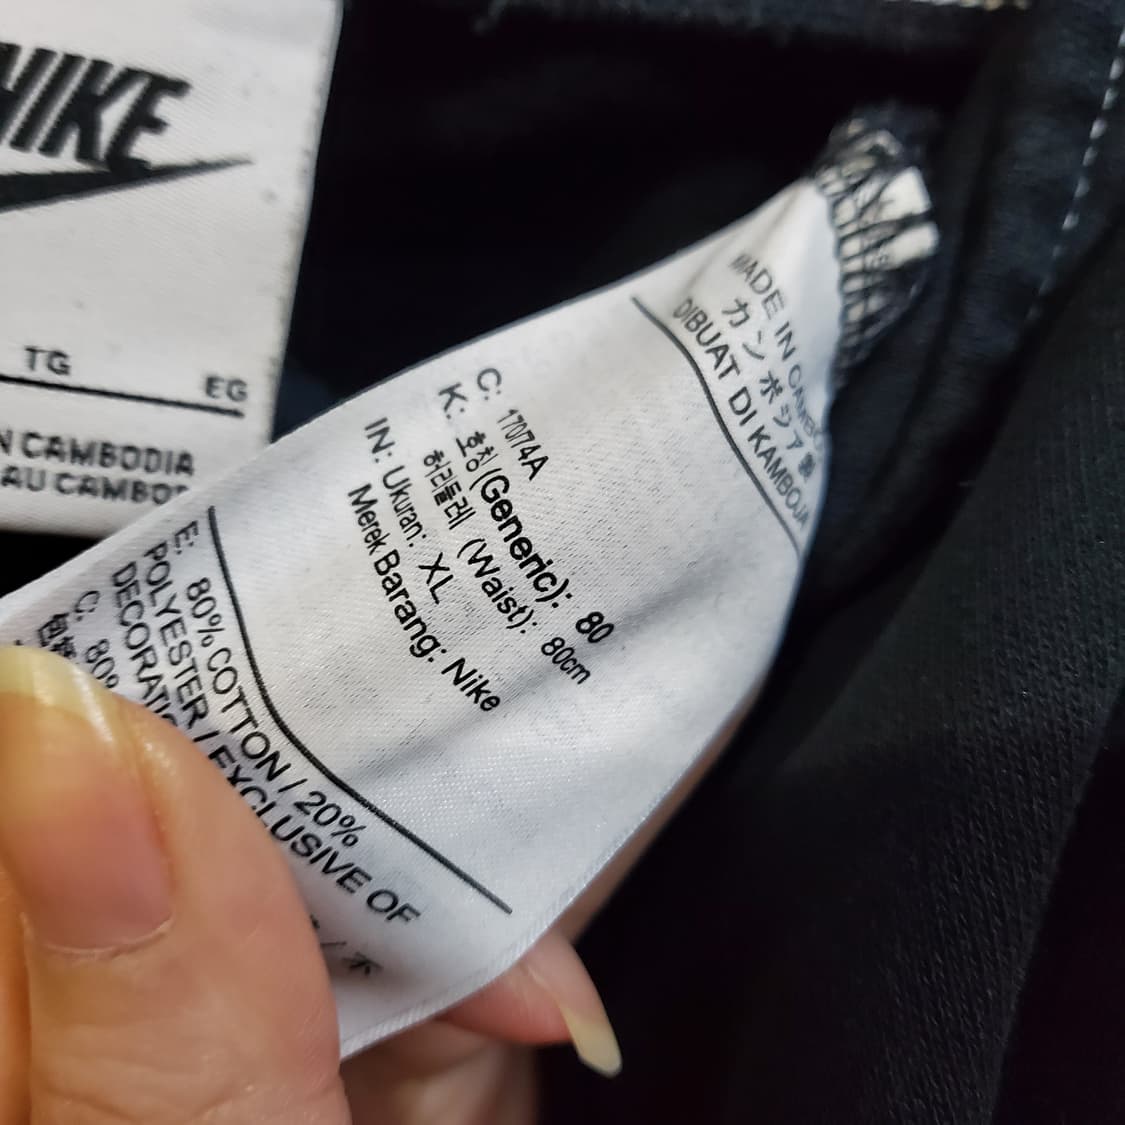 NIKE
TG
EG
N CAMBODIA
AU CAMBOD
MADE IN CAMBO
カンボジア製
DIBUAT DI KAMBOJA
C: 170/74A
K: 호칭(Generic): 80
허리둘레 (Waist): 80cm
IN: Ukuran: XL
Merek Barang: Nike
E: 80% COTTON / 20%
POLYESTER / EXCLUSIVE OF
DECORATI
C: 80%